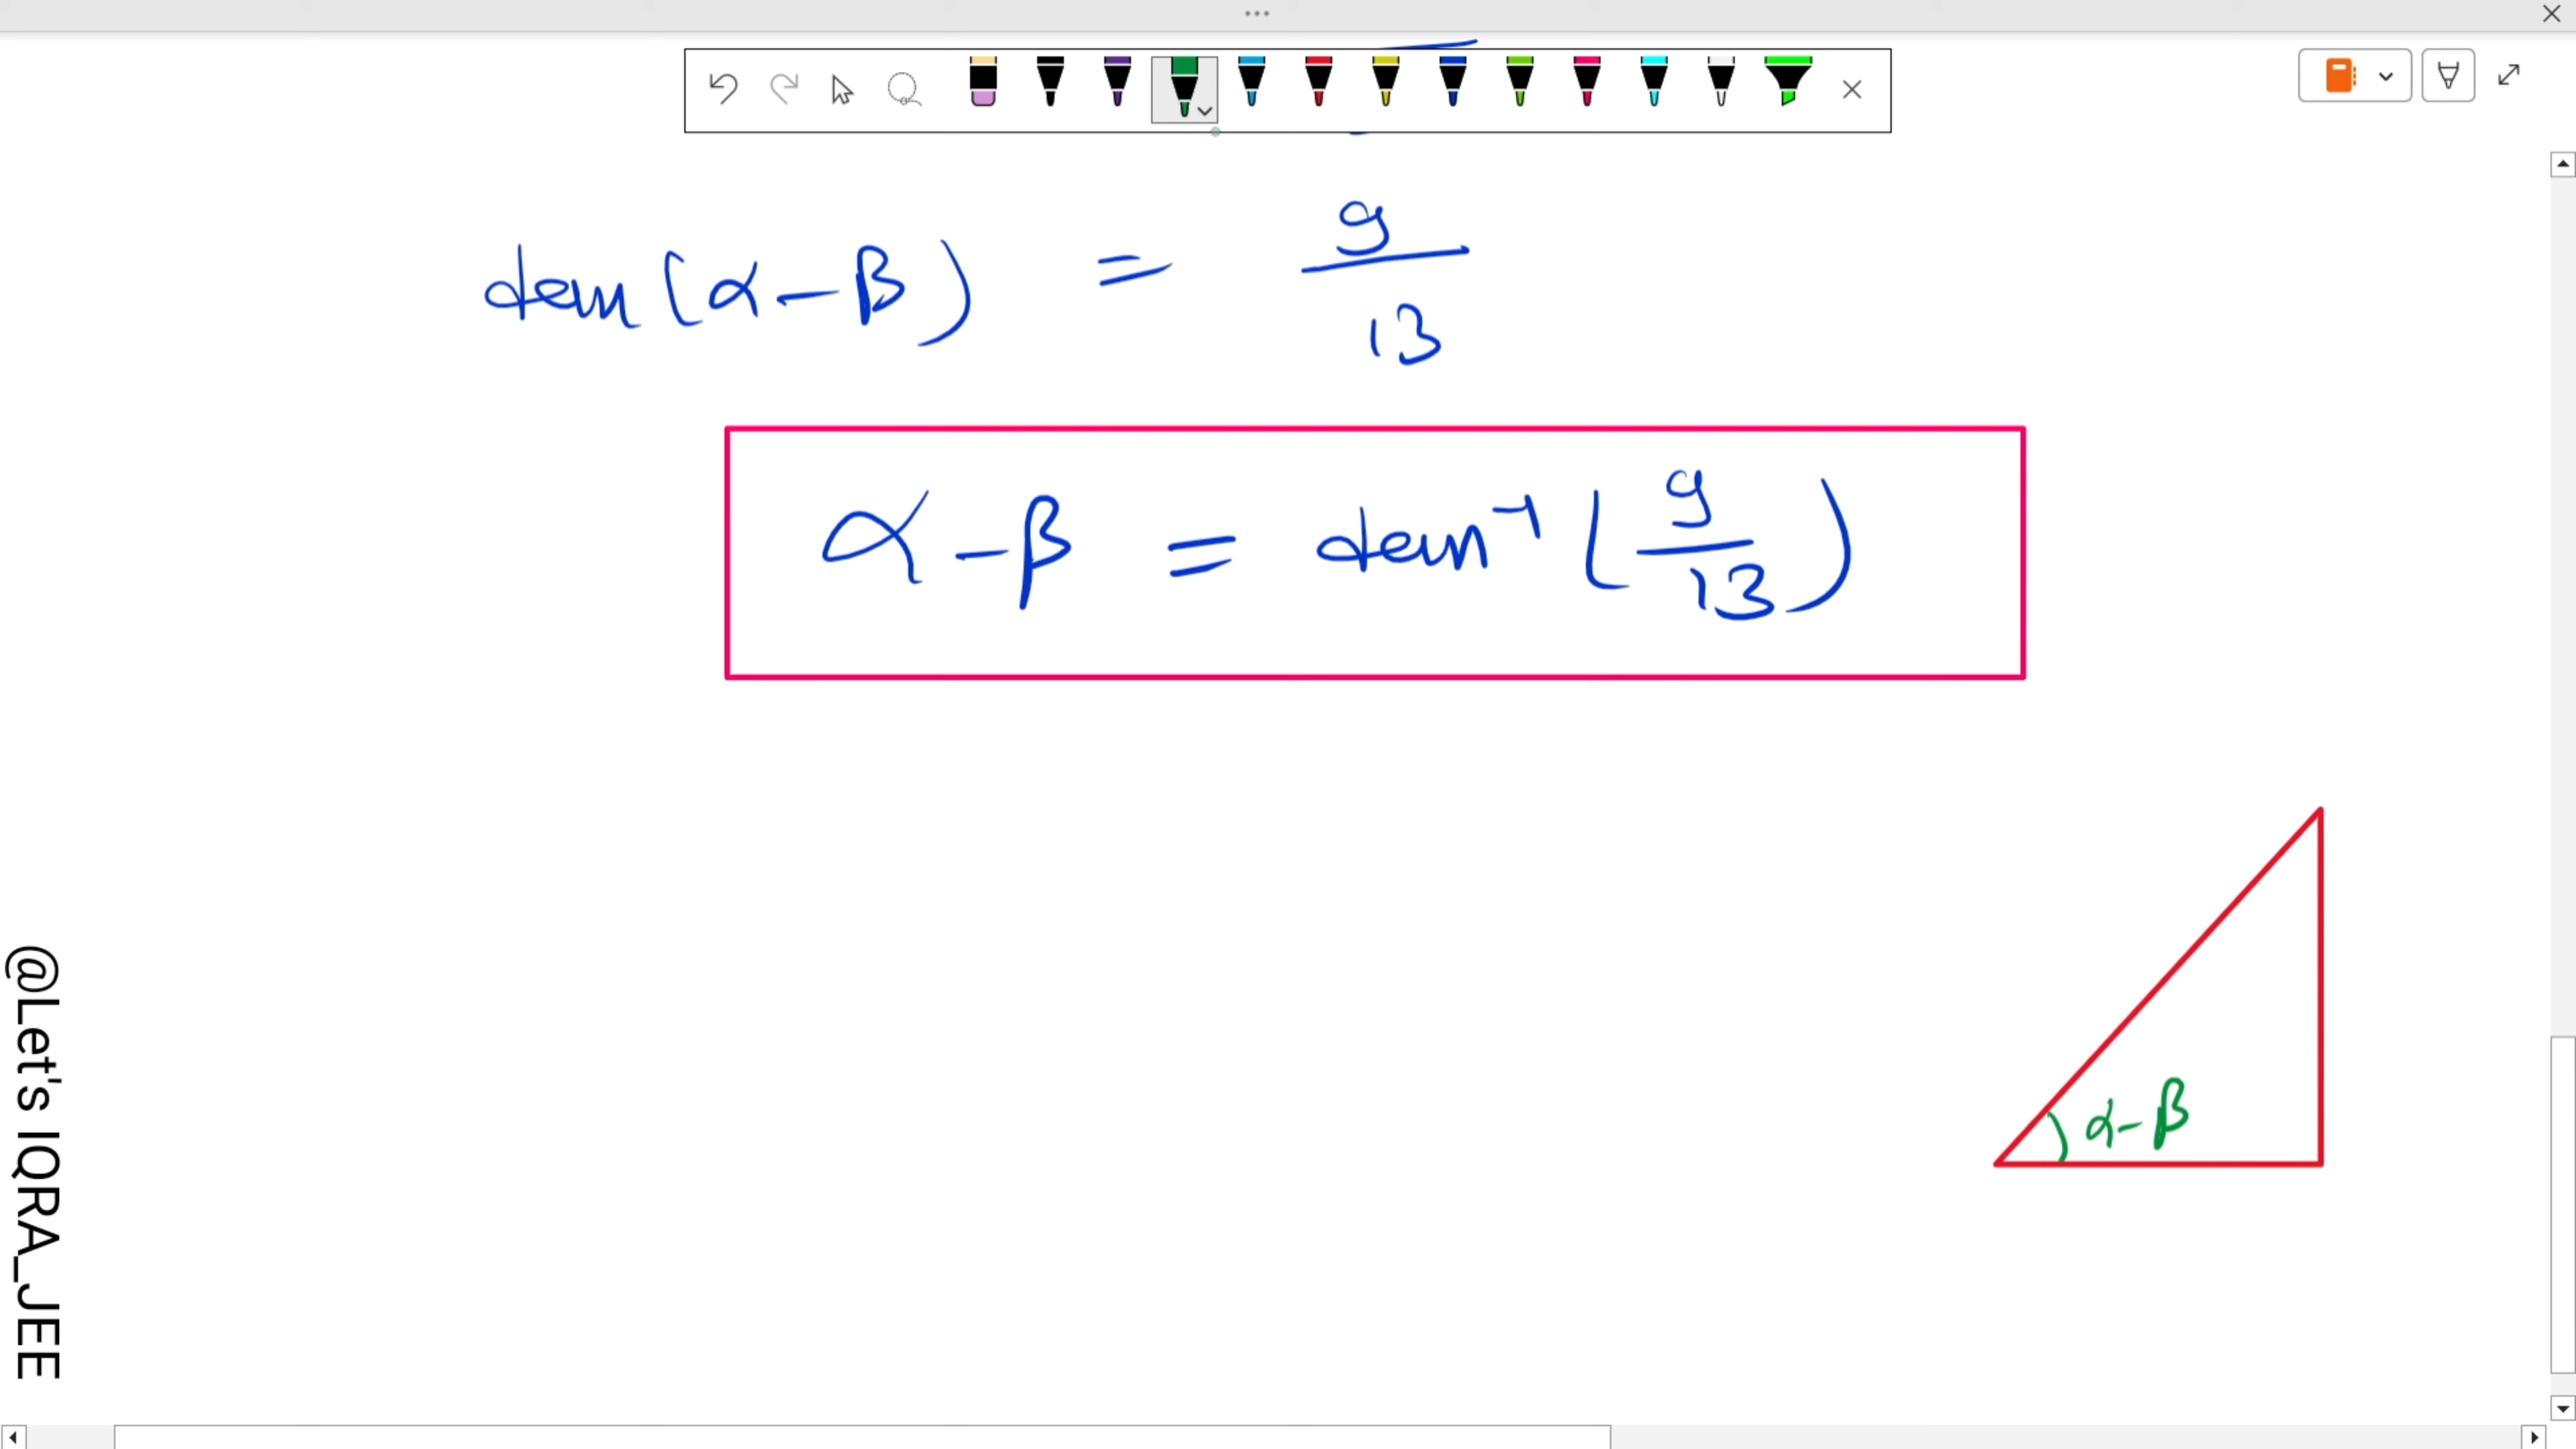 tan(α-β) = 9/13
α-β = tan⁻¹(9/13)
α-β
@Let's IQRA_JEE